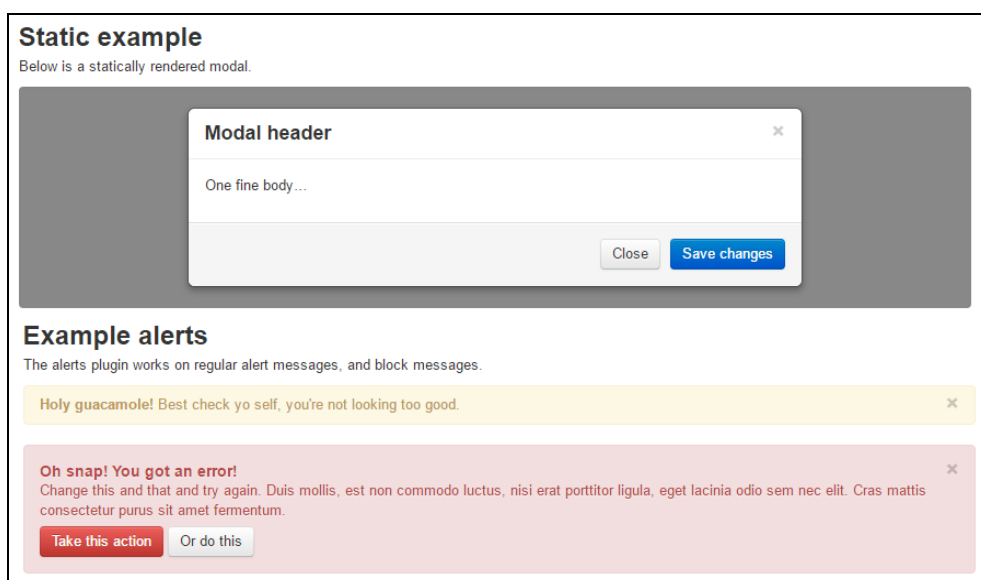 Static example
Below is a statically rendered modal.
Modal header ×
One fine body…
Close Save changes
Example alerts
The alerts plugin works on regular alert messages, and block messages.
Holy guacamole! Best check yo self, you're not looking too good. ×
Oh snap! You got an error! ×
Change this and that and try again. Duis mollis, est non commodo luctus, nisi erat porttitor ligula, eget lacinia odio sem nec elit. Cras mattis
consectetur purus sit amet fermentum.
Take this action Or do this